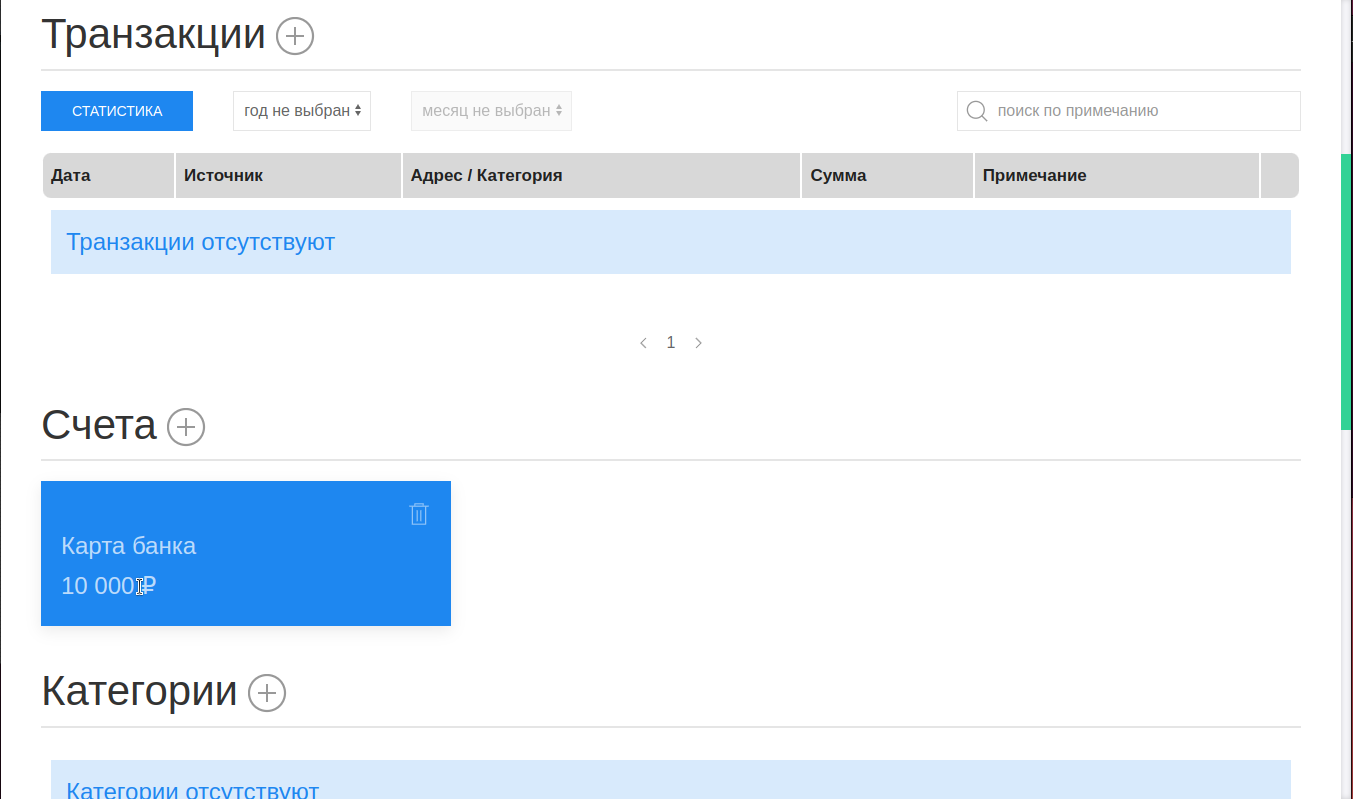 Транзакции
СТАТИСТИКА год не выбран месяц не выбран поиск по примечанию
Дата Источник Адрес / Категория Сумма Примечание
Транзакции отсутствуют
1
Счета
Карта банка
10 000 ₽
Категории
Категории отсутствуют